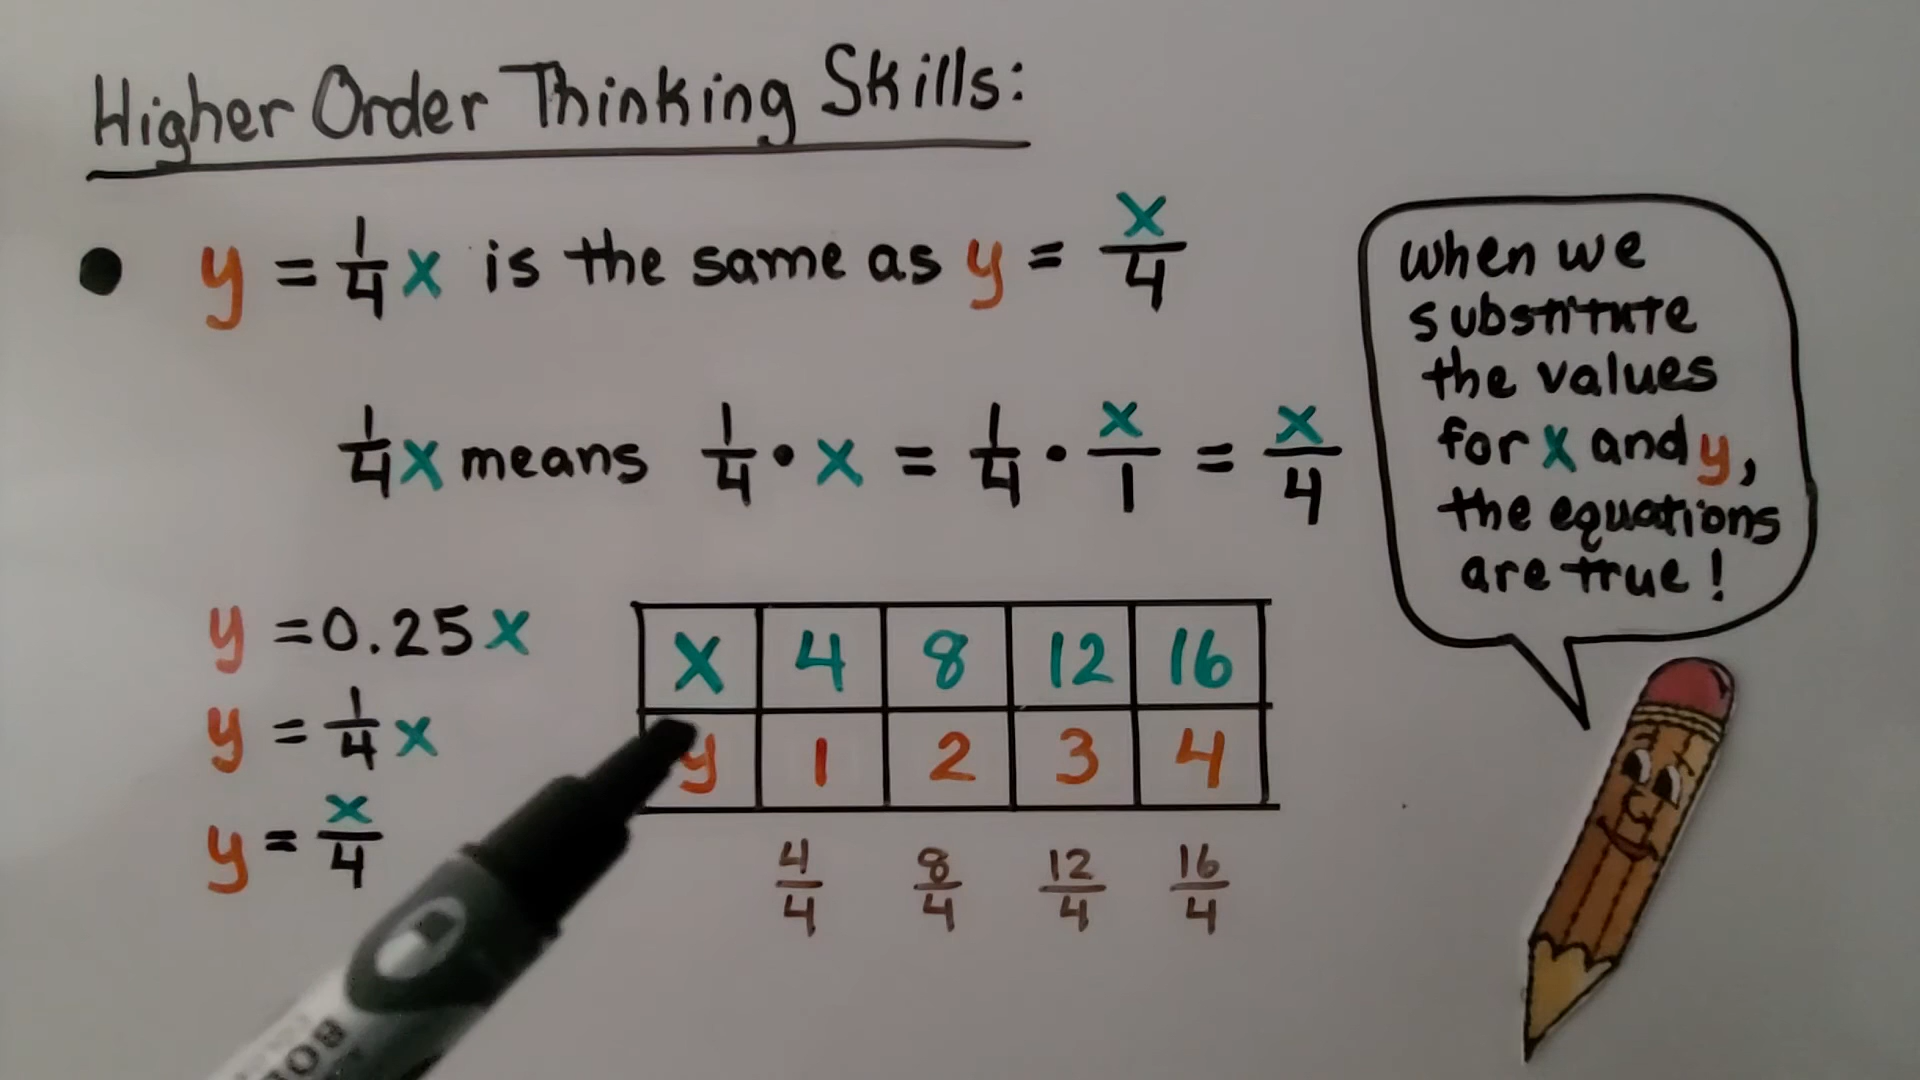 Higher Order Thinking Skills:
• y = 1/4 x is the same as y = x/4
1/4 x means 1/4 • x = 1/4 • x/1 = x/4
when we
substitute
the values
for x and y,
the equations
are true!
y = 0.25x
y = 1/4 x
y = x/4
X 4 8 12 16
y 1 2 3 4
4/4 8/4 12/4 16/4